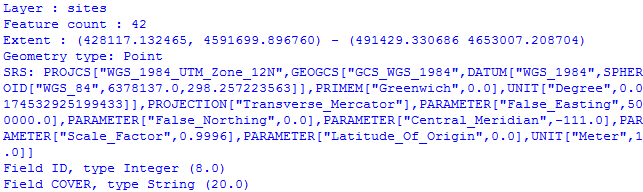 Layer : sites
Feature count : 42
Extent : (428117.132465, 4591699.896760) - (491429.330686 4653007.208704)
Geometry type: Point
SRS: PROJCS["WGS_1984_UTM_Zone_12N",GEOGCS["GCS_WGS_1984",DATUM["WGS_1984",SPHER
OID["WGS_84",6378137.0,298.257223563]],PRIMEM["Greenwich",0.0],UNIT["Degree",0.0
174532925199433]],PROJECTION["Transverse_Mercator"],PARAMETER["False_Easting",50
0000.0],PARAMETER["False_Northing",0.0],PARAMETER["Central_Meridian",-111.0],PAR
AMETER["Scale_Factor",0.9996],PARAMETER["Latitude_Of_Origin",0.0],UNIT["Meter",1
.0]]
Field ID, type Integer (8.0)
Field COVER, type String (20.0)